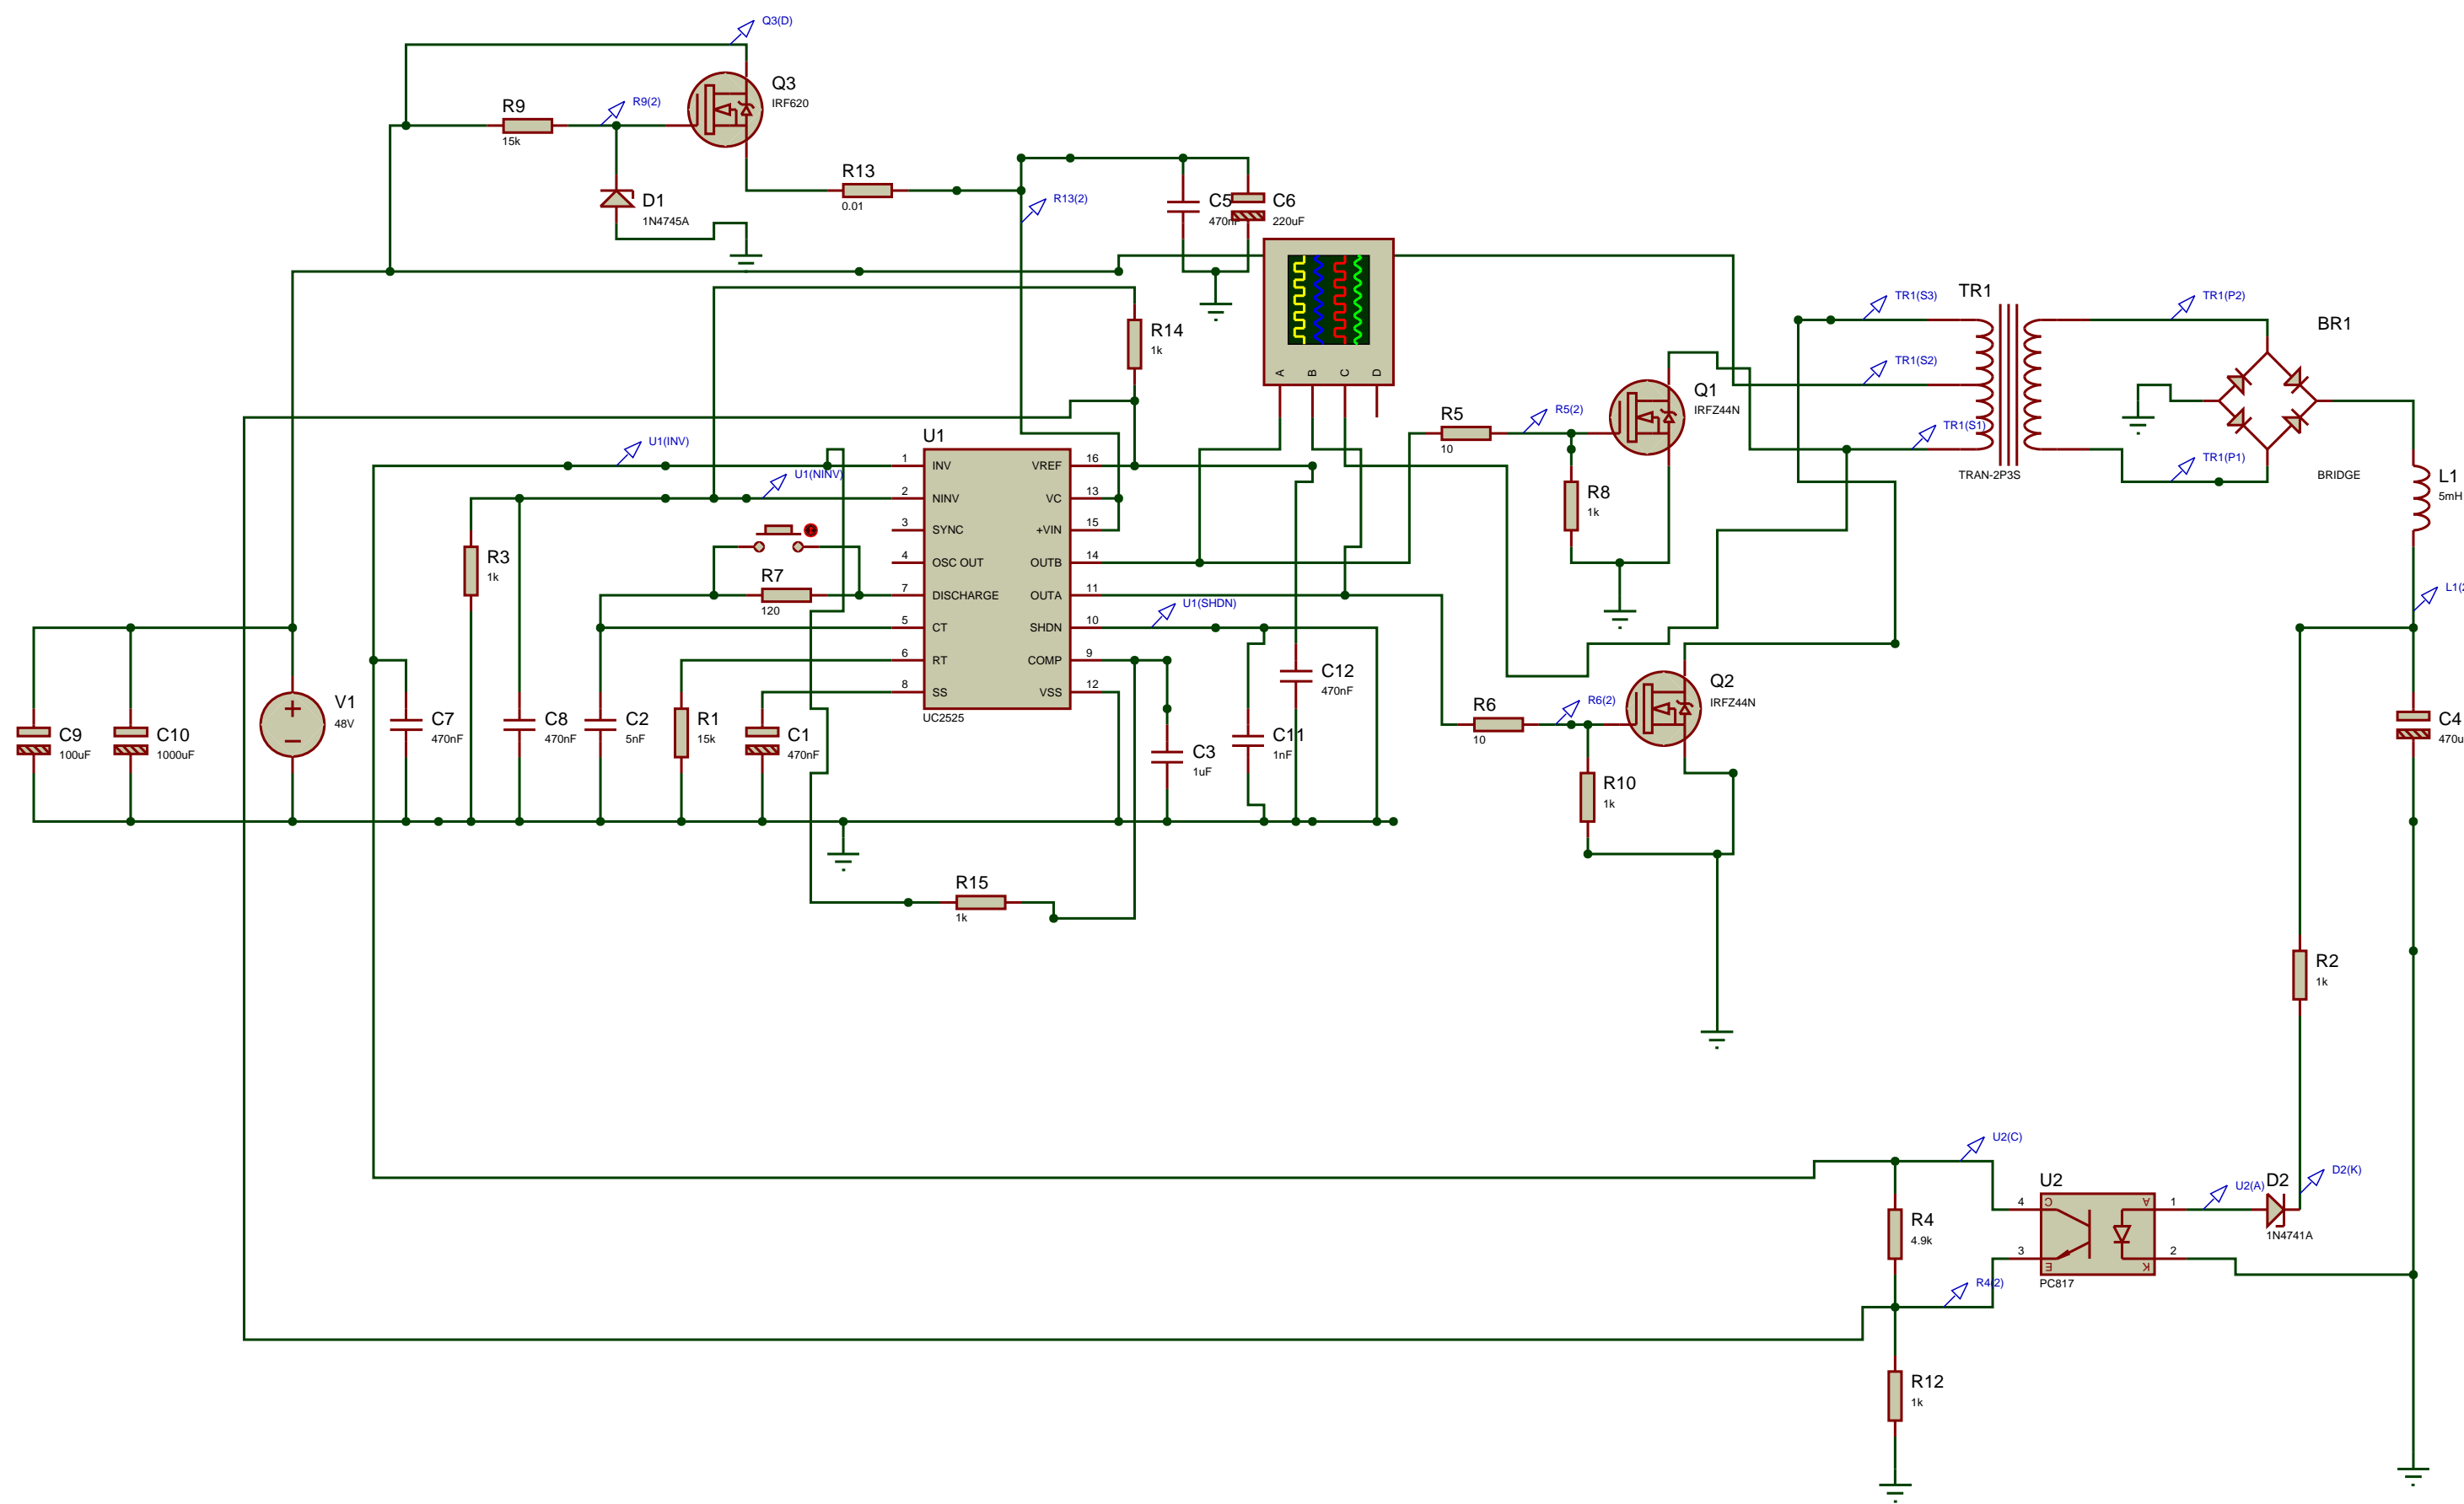 Q3(D)
Q3
IRF620
R9
15k
R9(2)
D1
1N4745A
R13
0.01
R13(2)
C5
470nF
C6
220uF
R14
1k
A
B
C
D
TR1(S3)
TR1
TR1(P2)
BR1
TR1(S2)
TR1(S1)
TRAN-2P3S
TR1(P1)
BRIDGE
L1
5mH
Q1
IRFZ44N
R5
10
R5(2)
R8
1k
U1(INV)
U1(NINV)
U1
1
INV
VREF
16
2
NINV
VC
13
3
SYNC
+VIN
15
4
OSC OUT
OUTB
14
7
DISCHARGE
OUTA
11
5
CT
SHDN
10
6
RT
COMP
9
8
SS
VSS
12
UC2525
U1(SHDN)
R3
1k
R7
120
V1
48V
C9
100uF
C10
1000uF
C7
470nF
C8
470nF
C2
5nF
R1
15k
C1
470nF
C3
1uF
C11
1nF
C12
470nF
R6
10
R6(2)
Q2
IRFZ44N
R10
1k
C4
470u
R15
1k
R2
1k
U2(C)
U2
4
C
A
1
3
E
K
2
PC817
U2(A)
D2
1N4741A
D2(K)
R4
4.9k
R4(2)
R12
1k